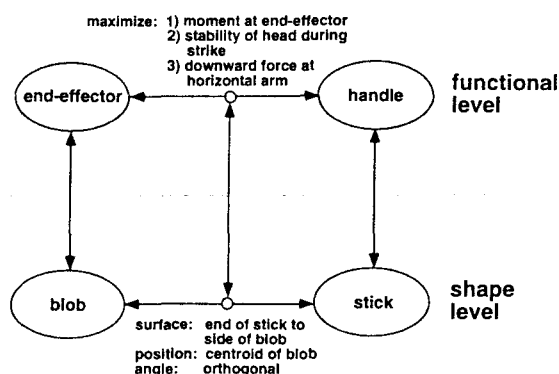 maximize: 1) moment at end-effector
2) stability of head during
strike
3) downward force at
horizontal arm
end-effector
handle
functional
level
blob
stick
shape
level
surface: end of stick to
side of blob
position: centroid of blob
angle: orthogonal